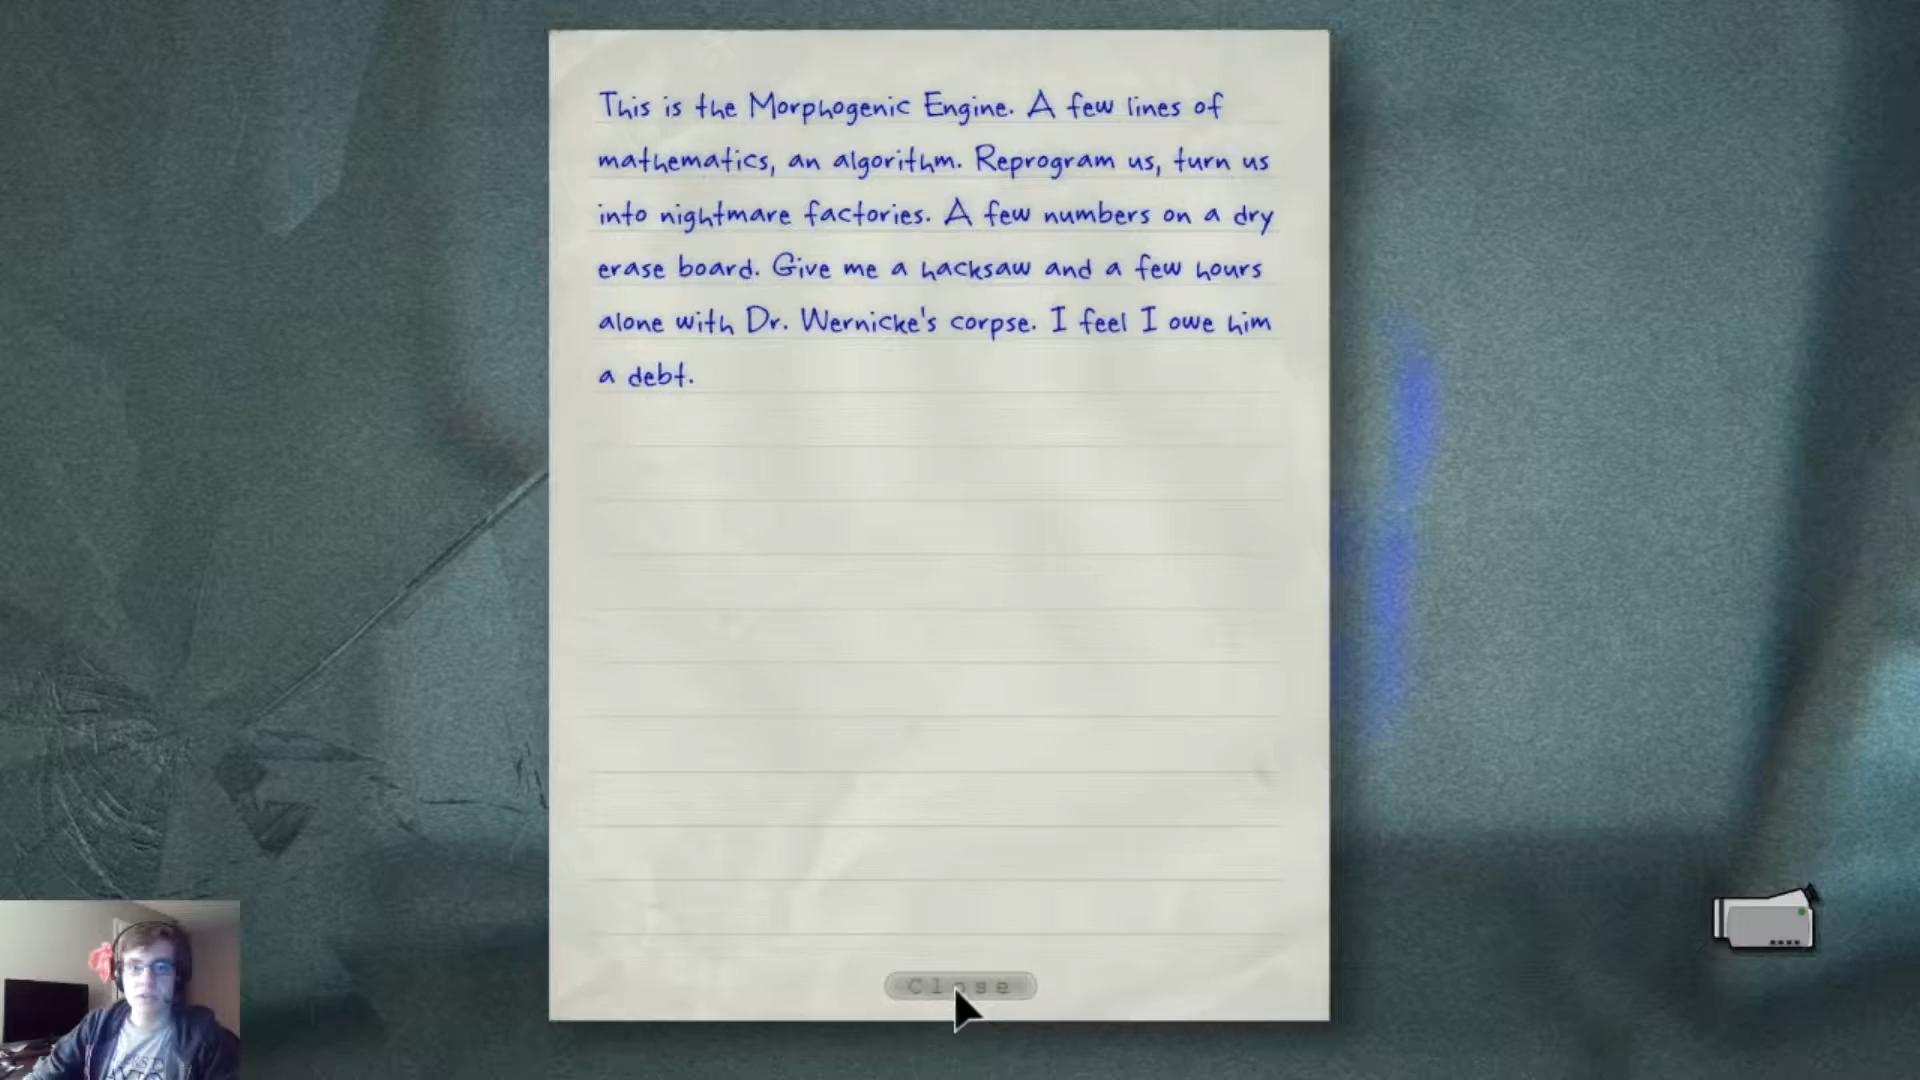 This is the Morphogenic Engine. A few lines of
mathematics, an algorithm. Reprogram us, turn us
into nightmare factories. A few numbers on a dry
erase board. Give me a hacksaw and a few hours
alone with Dr. Wernicke's corpse. I feel I owe him
a debt.
Close